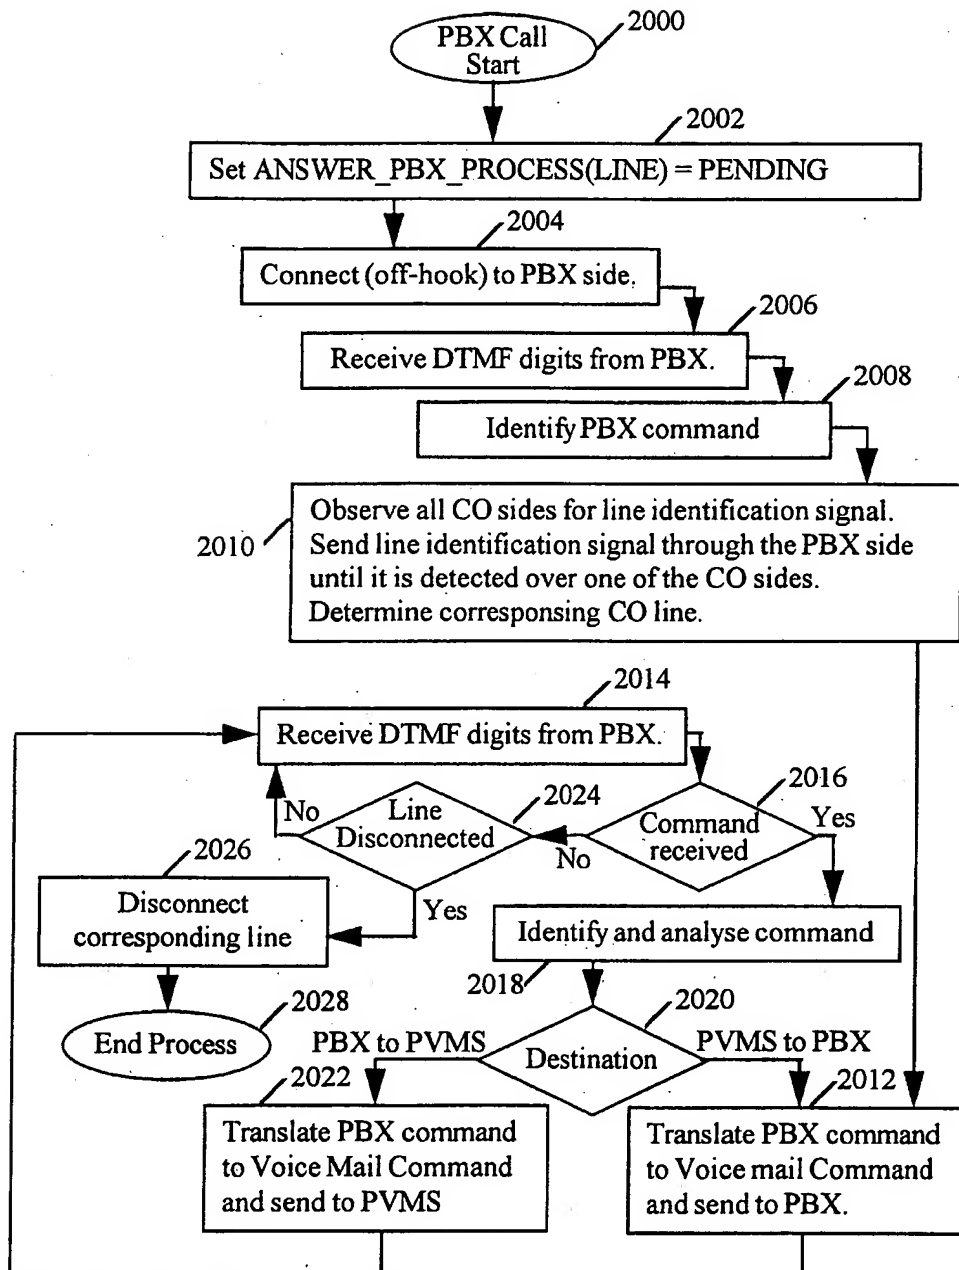 2000
PBX Call
Start
2002
Set ANSWER_PBX_PROCESS(LINE) = PENDING
2004
Connect (off-hook) to PBX side.
2006
Receive DTMF digits from PBX.
2008
Identify PBX command
2010
Observe all CO sides for line identification signal.
Send line identification signal through the PBX side
until it is detected over one of the CO sides.
Determine corresponsing CO line.
2014
Receive DTMF digits from PBX.
2016
Command
received
Yes
No
2024
Line
Disconnected
No
Yes
2026
Disconnect
corresponding line
2028
End Process
Identify and analyse command
2018
2020
Destination
PBX to PVMS
PVMS to PBX
2022
Translate PBX command
to Voice Mail Command
and send to PVMS
2012
Translate PBX command
to Voice mail Command
and send to PBX.